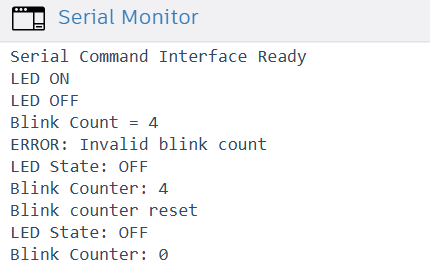 Serial Monitor
Serial Command Interface Ready
LED ON
LED OFF
Blink Count = 4
ERROR: Invalid blink count
LED State: OFF
Blink Counter: 4
Blink counter reset
LED State: OFF
Blink Counter: 0